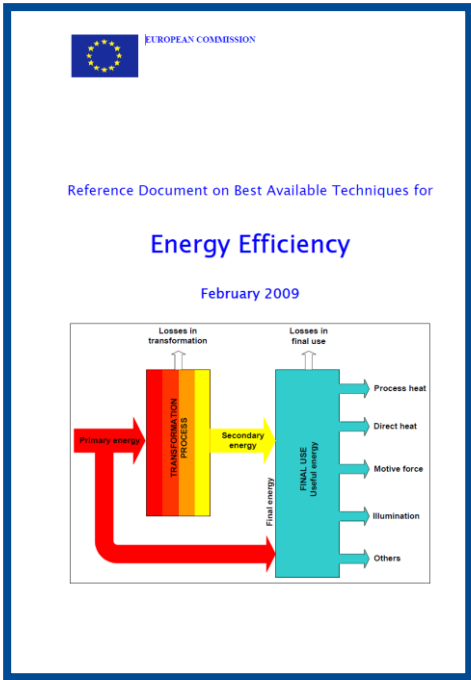 EUROPEAN COMMISSION
Reference Document on Best Available Techniques for
Energy Efficiency
February 2009
Losses in
transformation
Losses in
final use
Primary energy
TRANSFORMATION
PROCESS
Secondary
energy
Final energy
FINAL USE
Useful energy
Process heat
Direct heat
Motive force
Illumination
Others